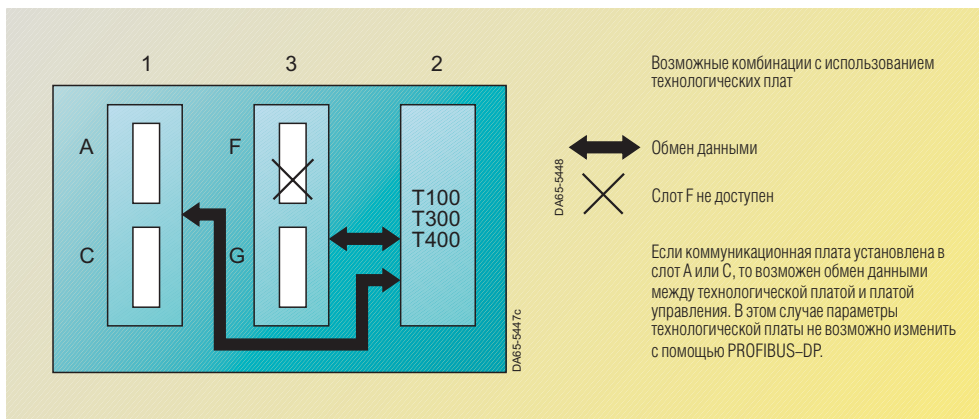 1
3
2
A
F
C
G
T100
T300
T400
DA65-5447c
Возможные комбинации с использованием
технологических плат
DA65-5448
Обмен данными
Слот F не доступен
Если коммуникационная плата установлена в
слот А или С, то возможен обмен данными
между технологической платой и платой
управления. В этом случае параметры
технологической платы не возможно изменить
с помощью PROFIBUS–DP.